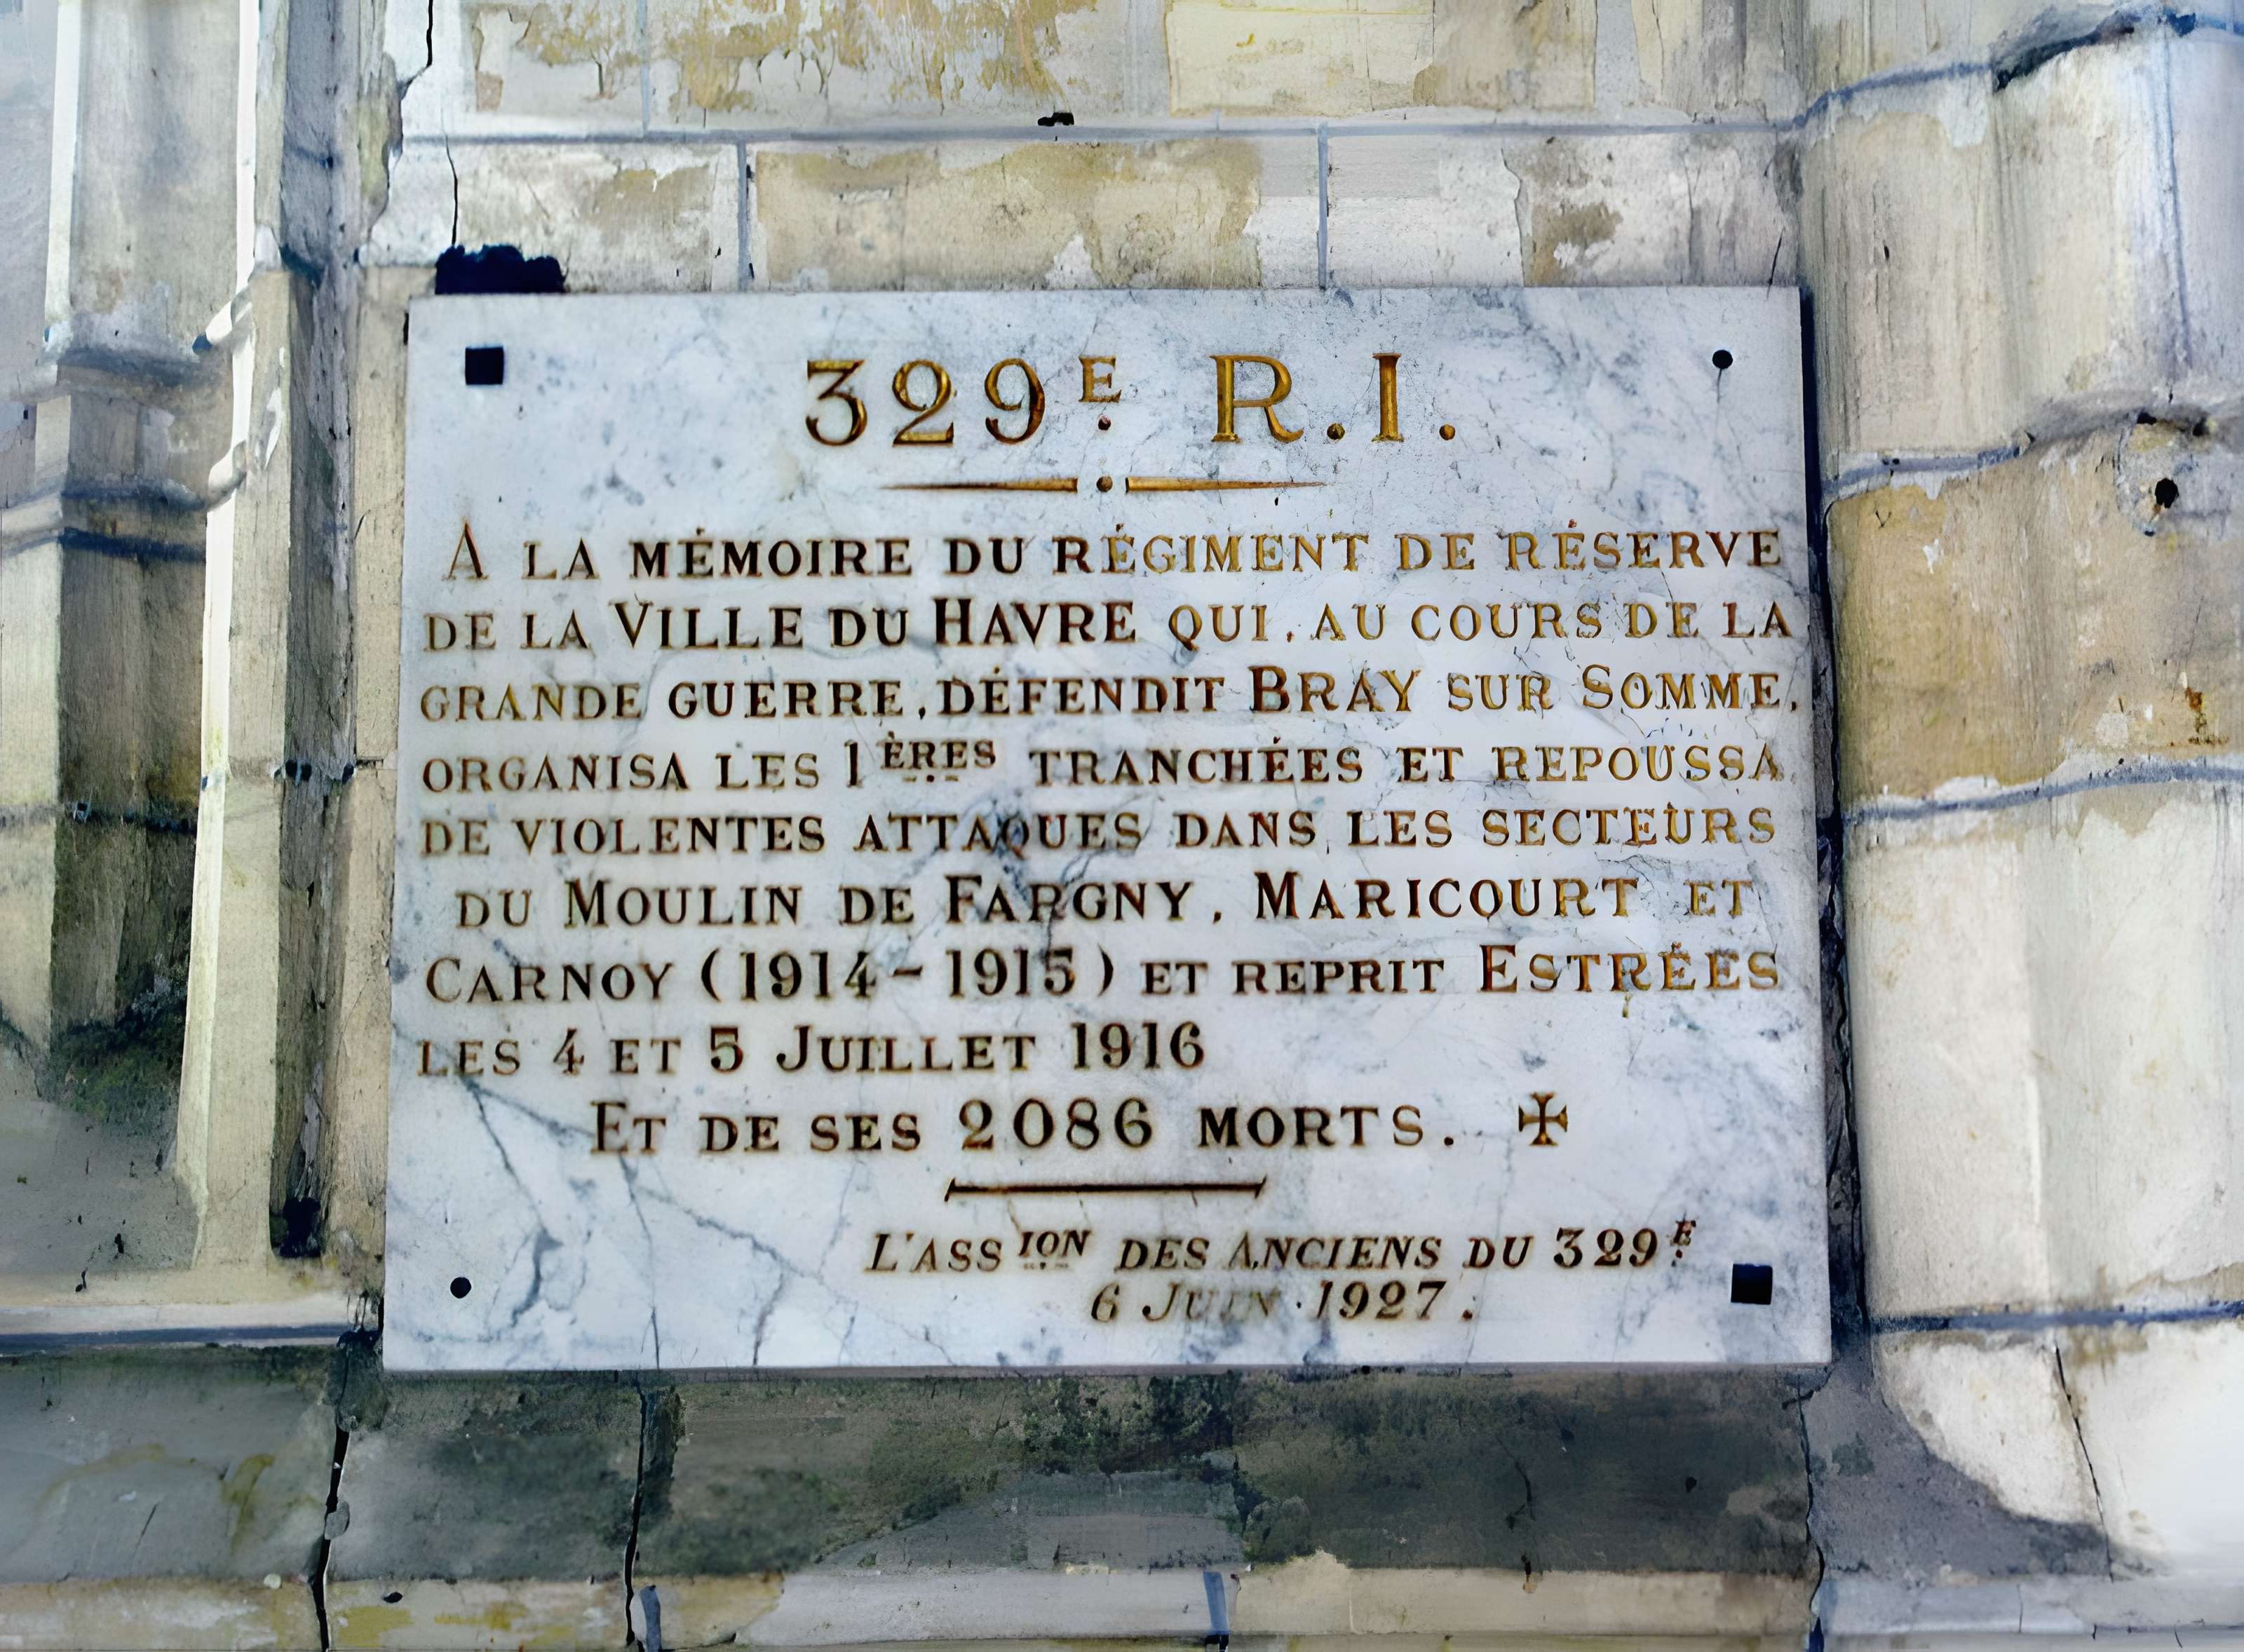 329E R.I.
A LA MÉMOIRE DU RÉGIMENT DE RÉSERVE
DE LA VILLE DU HAVRE QUI, AU COURS DE LA
GRANDE GUERRE, DÉFENDIT BRAY SUR SOMME,
ORGANISA LES 1ÈRES TRANCHÉES ET REPOUSSA
DE VIOLENTES ATTAQUES DANS LES SECTEURS
DU MOULIN DE FARGNY, MARICOURT ET
CARNOY (1914-1915) ET REPRIT ESTRÉES
LES 4 ET 5 JUILLET 1916
ET DE SES 2086 MORTS. ✠
L'ASSION DES ANCIENS DU 329E
6 JUIN 1927.